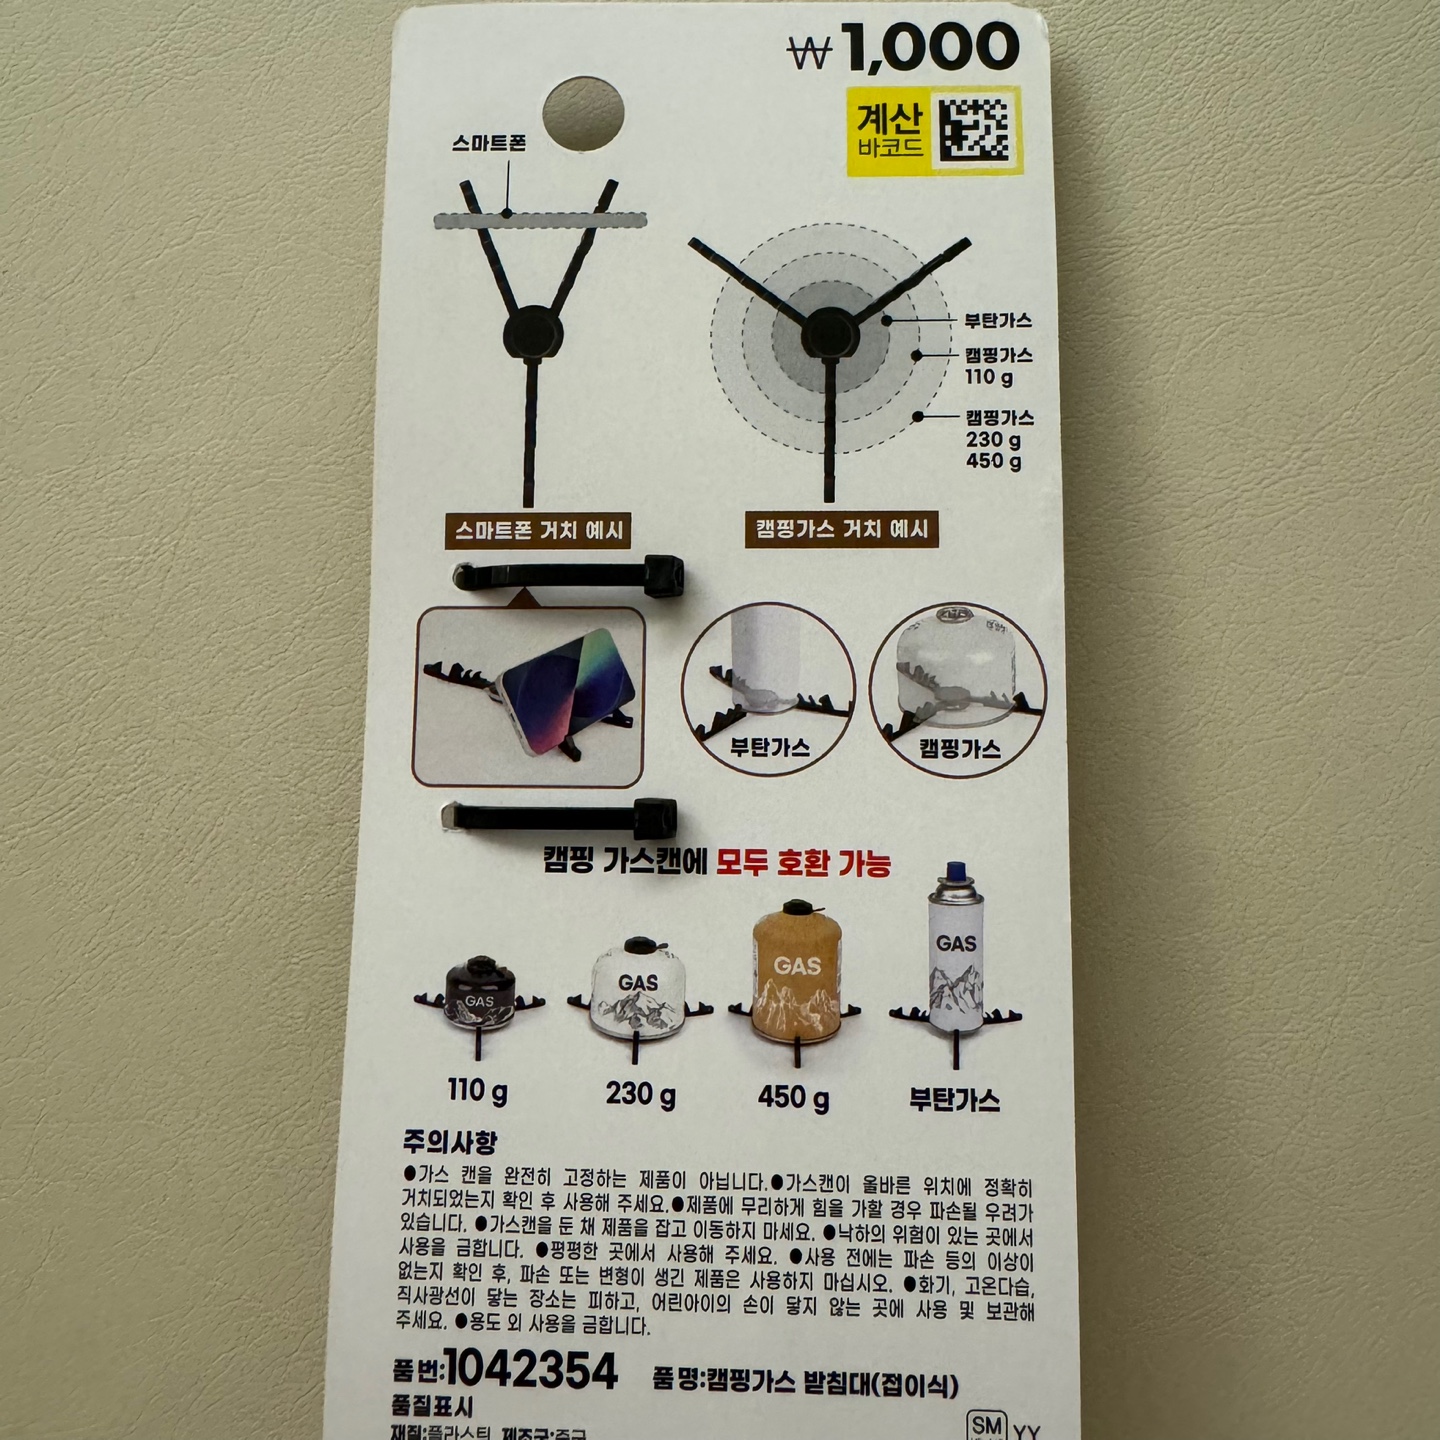 ₩1,000
계산
바코드
스마트폰
부탄가스
캠핑가스
110 g
캠핑가스
230 g
450 g
스마트폰 거치 예시
캠핑가스 거치 예시
부탄가스
캠핑가스
캠핑 가스캔에 모두 호환 가능
GAS
GAS
GAS
GAS
110 g
230 g
450 g
부탄가스
주의사항
●가스 캔을 완전히 고정하는 제품이 아닙니다.●가스캔이 올바른 위치에 정확히
거치되었는지 확인 후 사용해 주세요.●제품에 무리하게 힘을 가할 경우 파손될 우려가
있습니다. ●가스캔을 둔 채 제품을 잡고 이동하지 마세요. ●낙하의 위험이 있는 곳에서
사용을 금합니다. ●평평한 곳에서 사용해 주세요. ●사용 전에는 파손 등의 이상이
없는지 확인 후, 파손 또는 변형이 생긴 제품은 사용하지 마십시오. ●화기, 고온다습,
직사광선이 닿는 장소는 피하고, 어린아이의 손이 닿지 않는 곳에 사용 및 보관해
주세요. ●용도 외 사용을 금합니다.
품번:1042354 품명:캠핑가스 받침대(접이식)
품질표시
재질:플라스틱 제조국:중국
SM YY